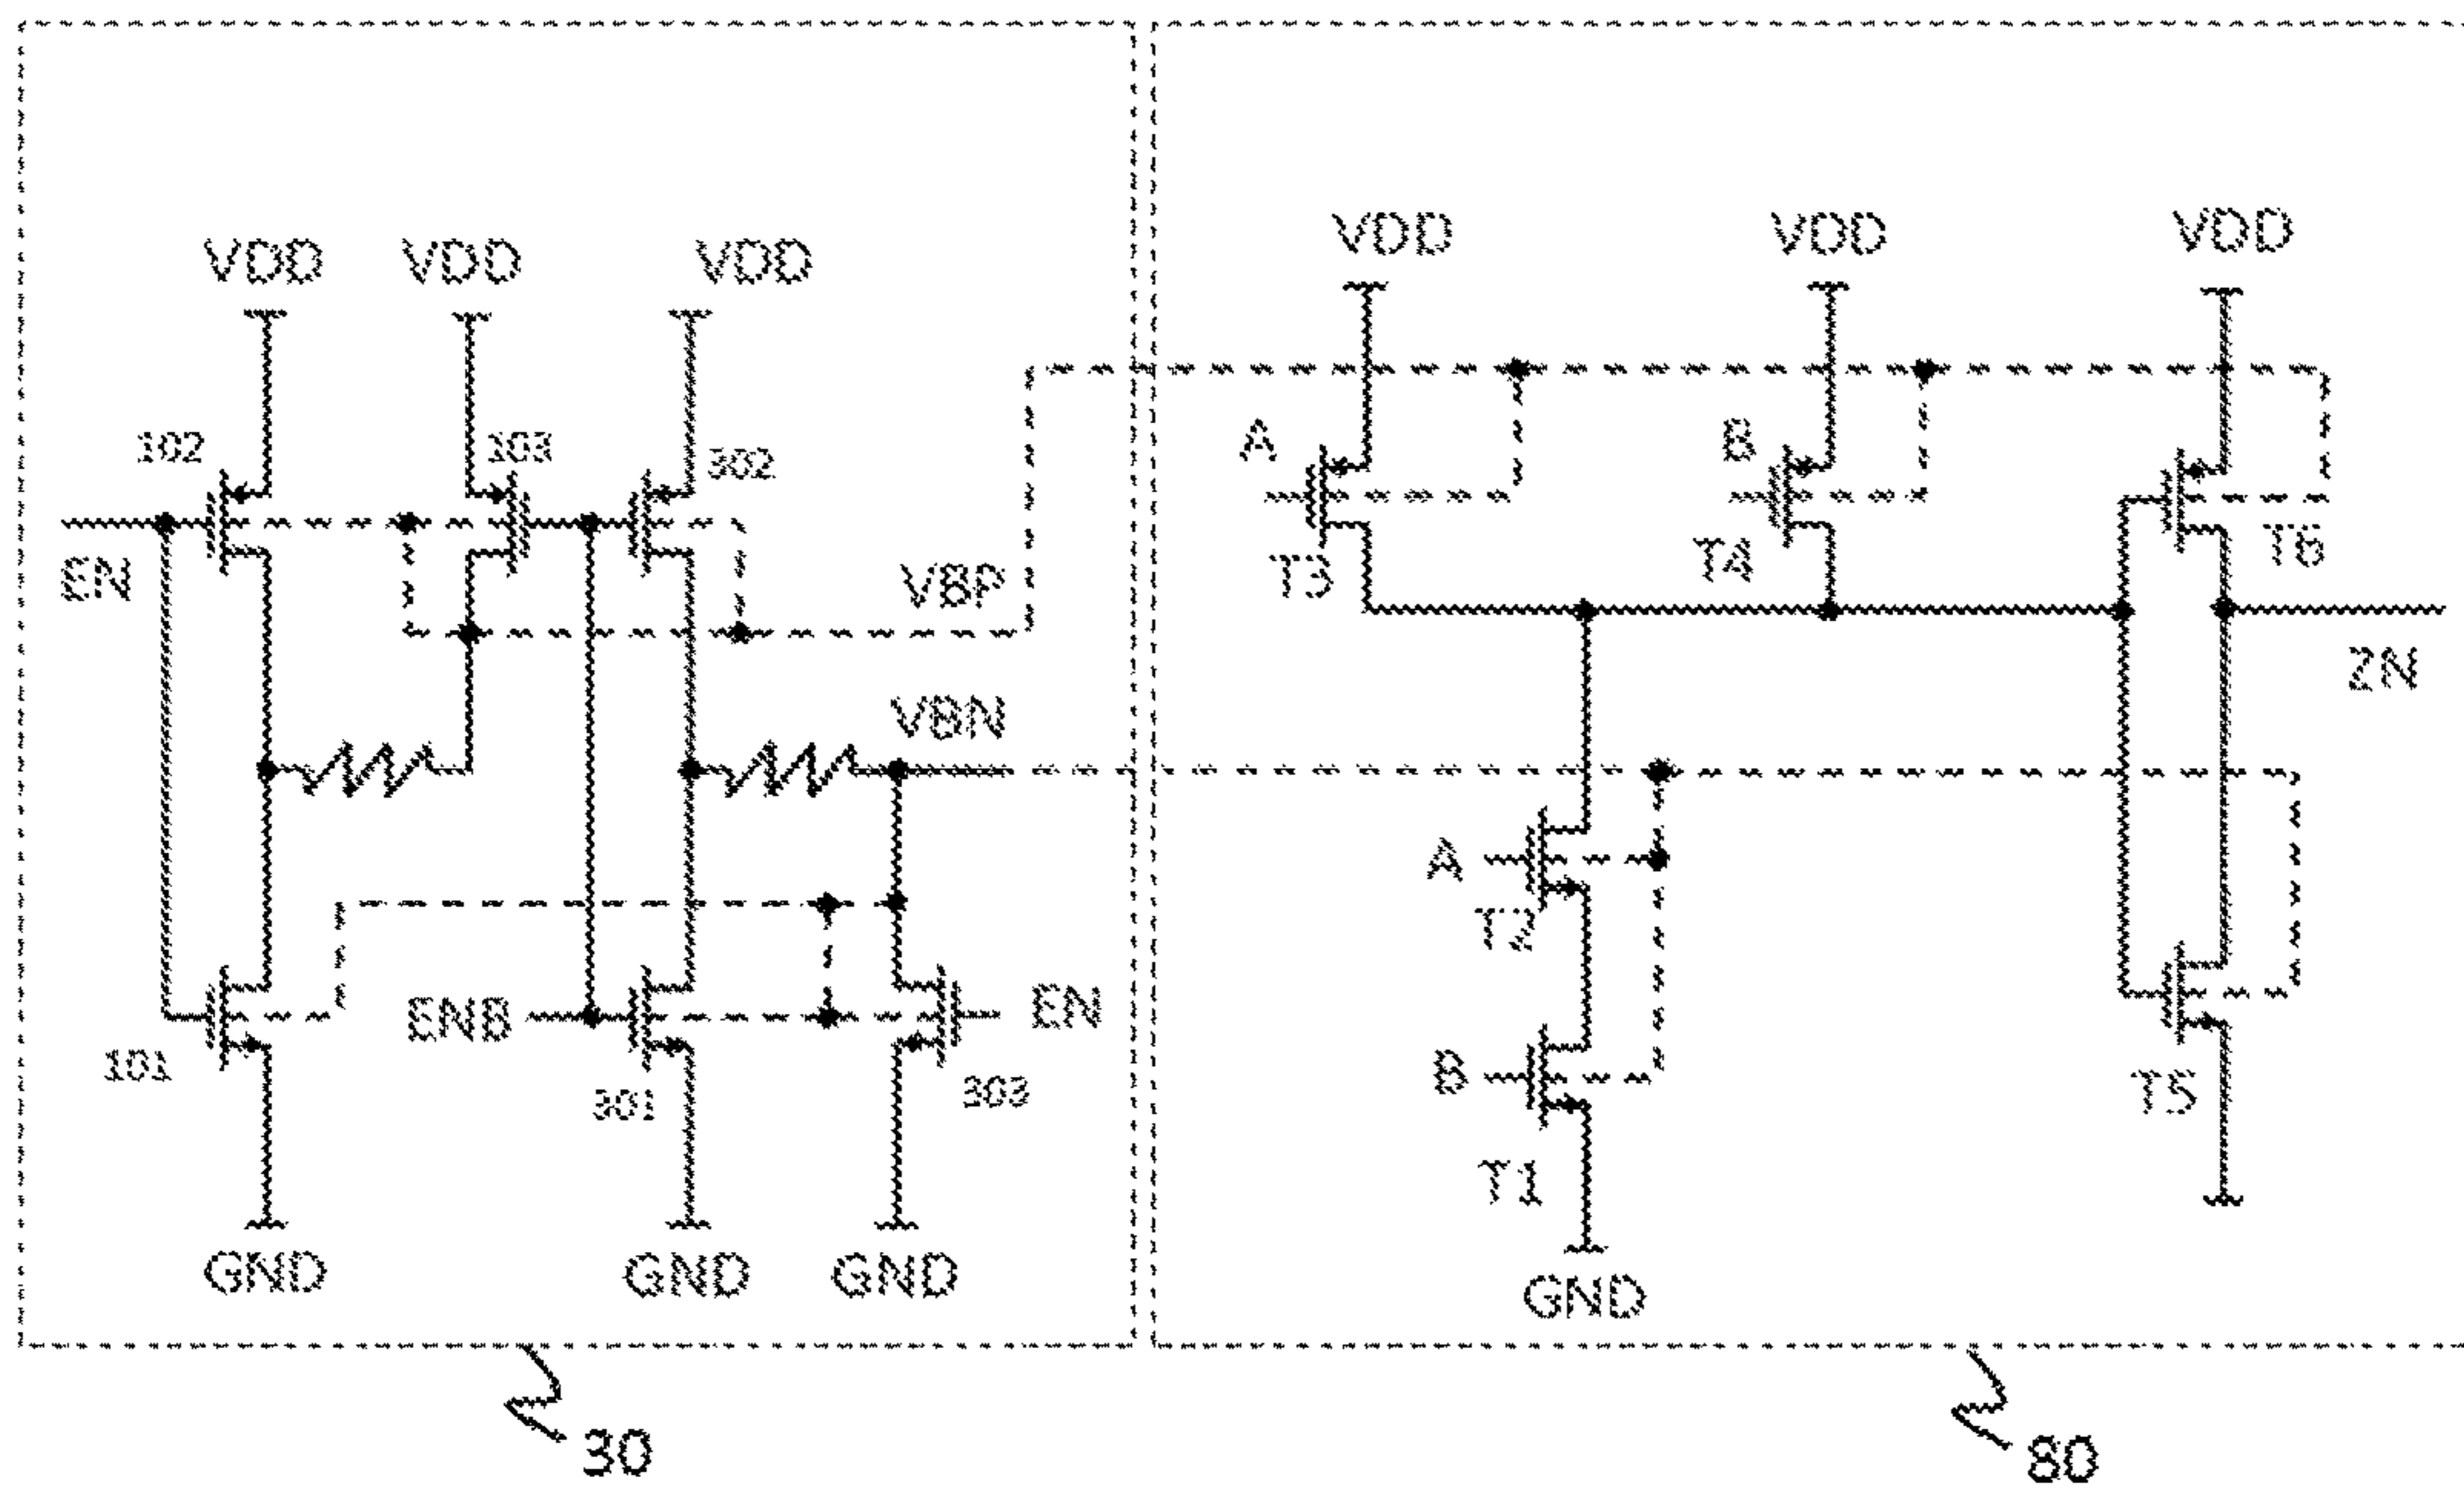 VDD
VDD
VDD
VDD
VDD
VDD
102
103
302
A
B
EN
VBP
T3
T4
T6
ZN
VBN
A
T2
ENB
EN
101
301
303
B
T5
T1
GND
GND
GND
GND
30
80